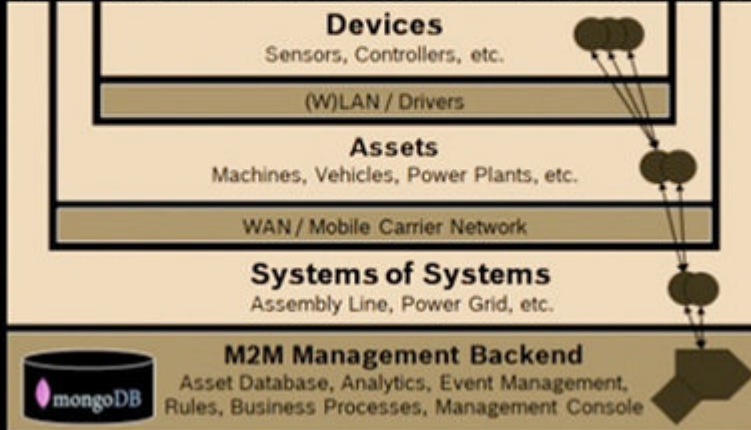 Devices
Sensors, Controllers, etc.
(W)LAN / Drivers
Assets
Machines, Vehicles, Power Plants, etc.
WAN / Mobile Carrier Network
Systems of Systems
Assembly Line, Power Grid, etc.
M2M Management Backend
Asset Database, Analytics, Event Management,
Rules, Business Processes, Management Console
mongoDB